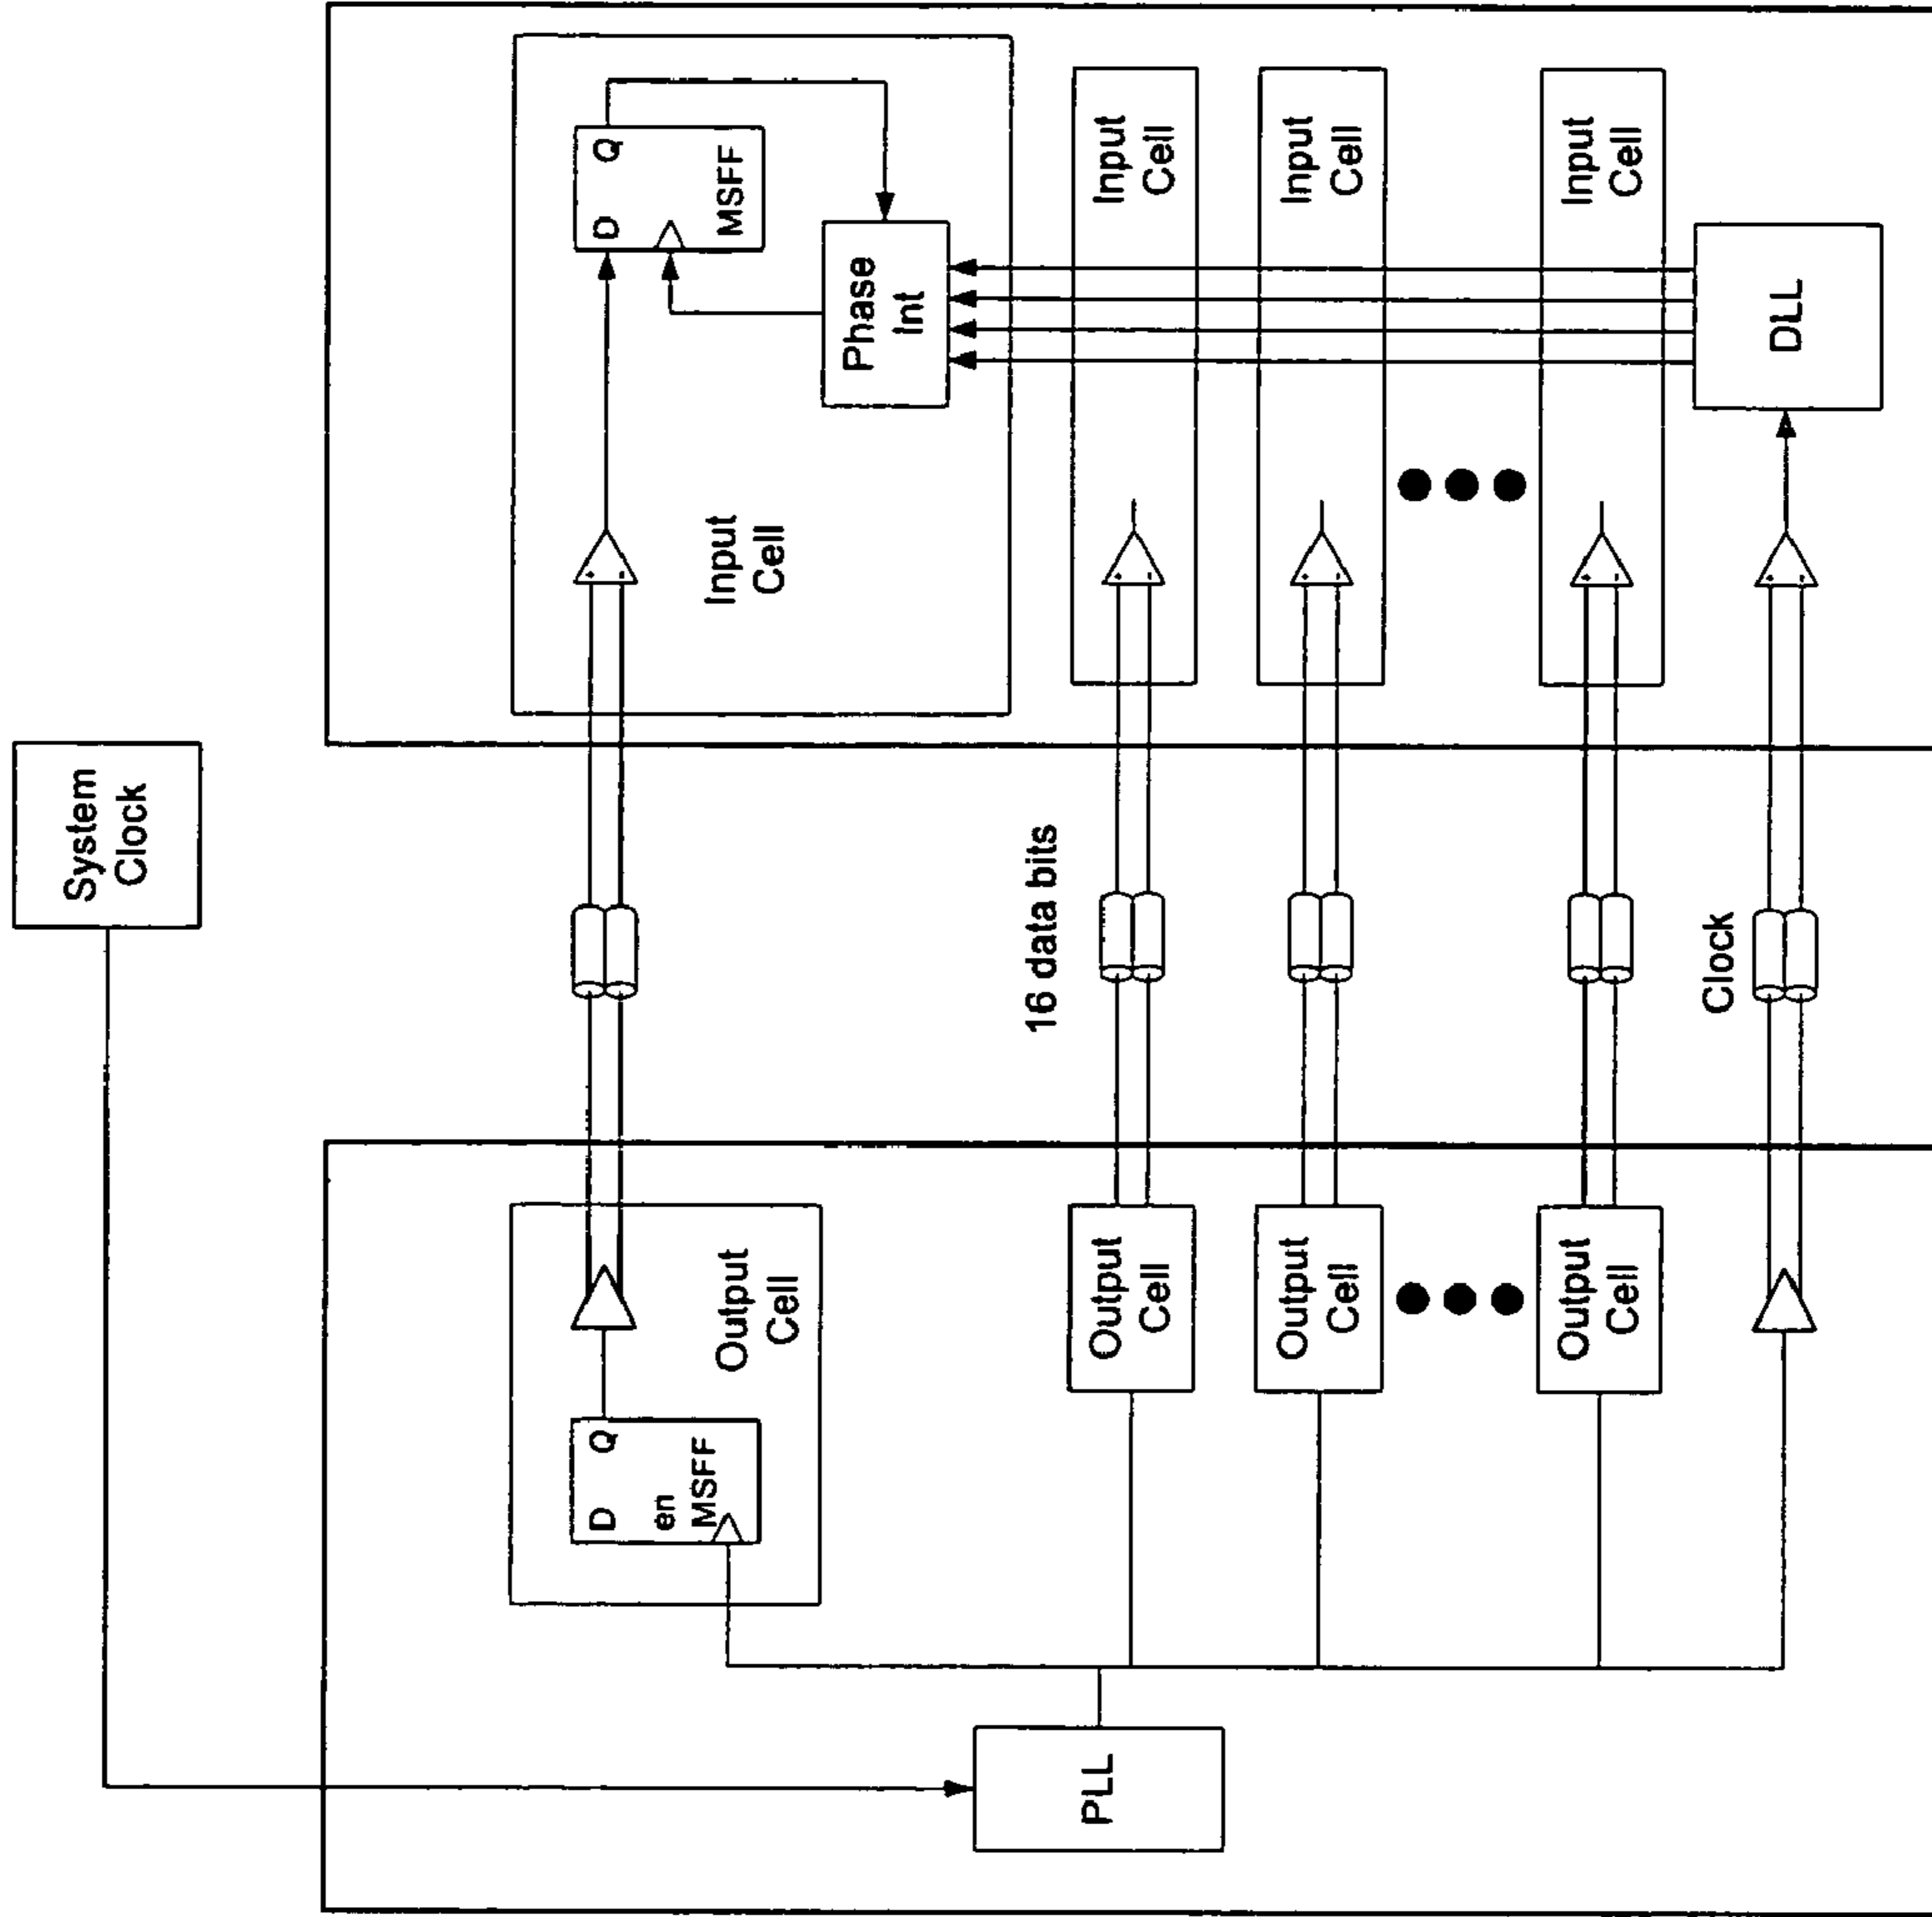 System
Clock
D
Q
en
MSFF
Output
Cell
D
Q
MSFF
Phase
Int
Input
Cell
16 data bits
Output
Cell
Input
Cell
Output
Cell
Input
Cell
Output
Cell
Input
Cell
PLL
Clock
DLL